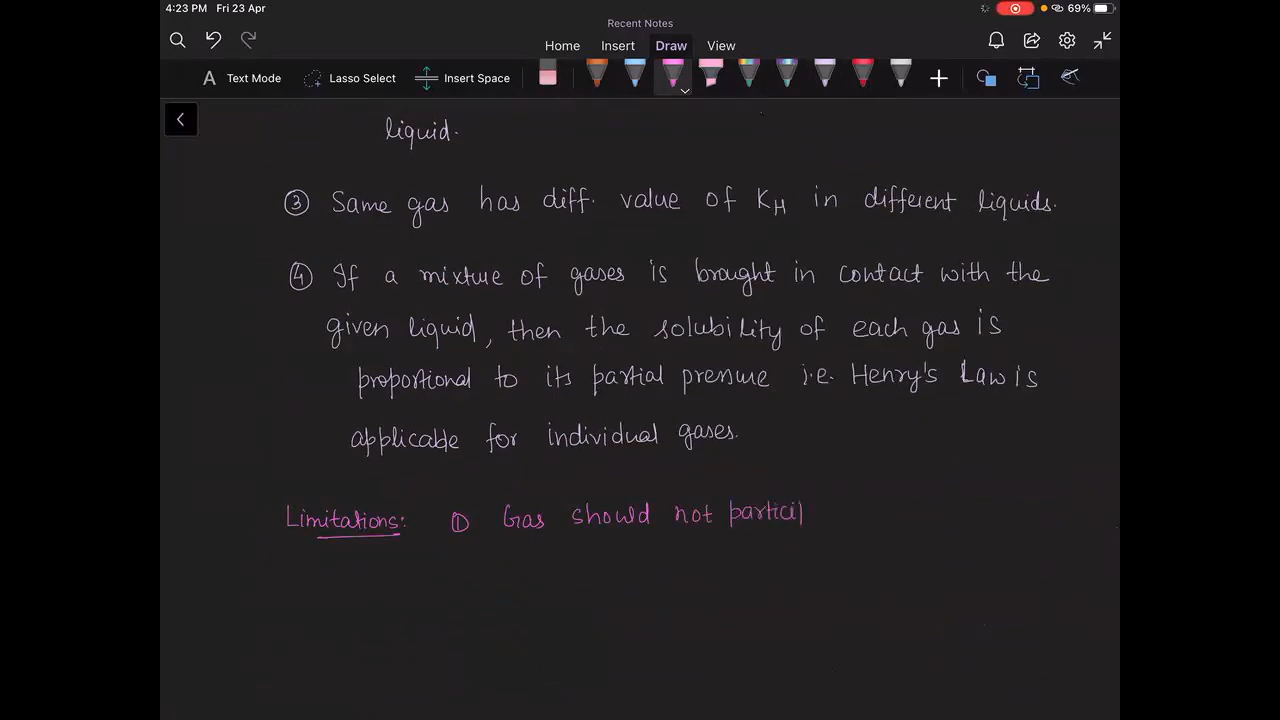 4:23 PM Fri 23 Apr
69%
Recent Notes
Home Insert Draw View
Text Mode Lasso Select Insert Space
liquid.
③ Same gas has diff. value of KH in different liquids.
④ If a mixture of gases is brought in contact with the
given liquid, then the solubility of each gas is
proportional to its partial pressure i.e. Henry's Law is
applicable for individual gases.
Limitations: ① Gas should not particip